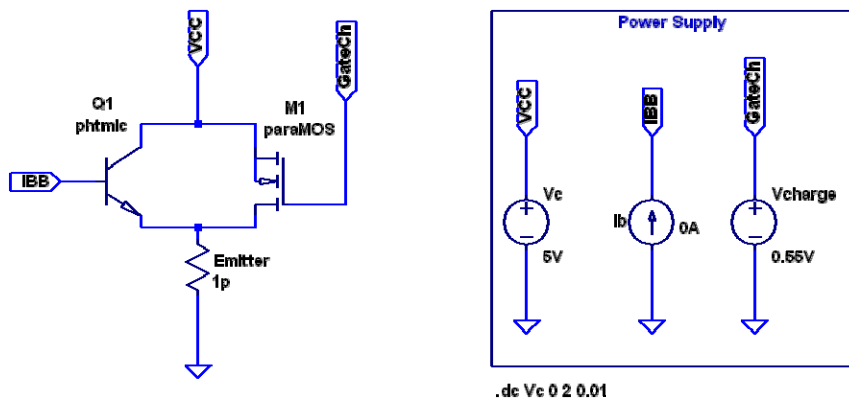 VCC
GateCh
Q1
phtmic
M1
paraMOS
IBB
Emitter
1p
Power Supply
VCC
IBB
GateCh
Vc
5V
Ib
0A
Vcharge
0.55V
.dc Vc 0 2 0.01